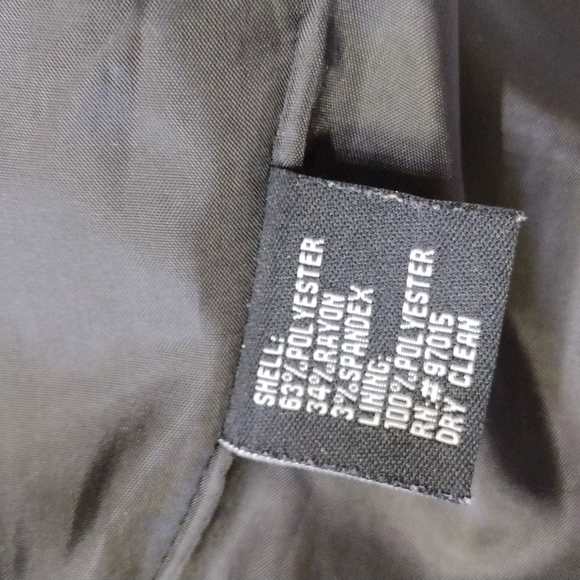 SHELL:
63%POLYESTER
34%RAYON
3%SPANDEX
LINING:
100%POLYESTER
RN:# 97015
DRY CLEAN